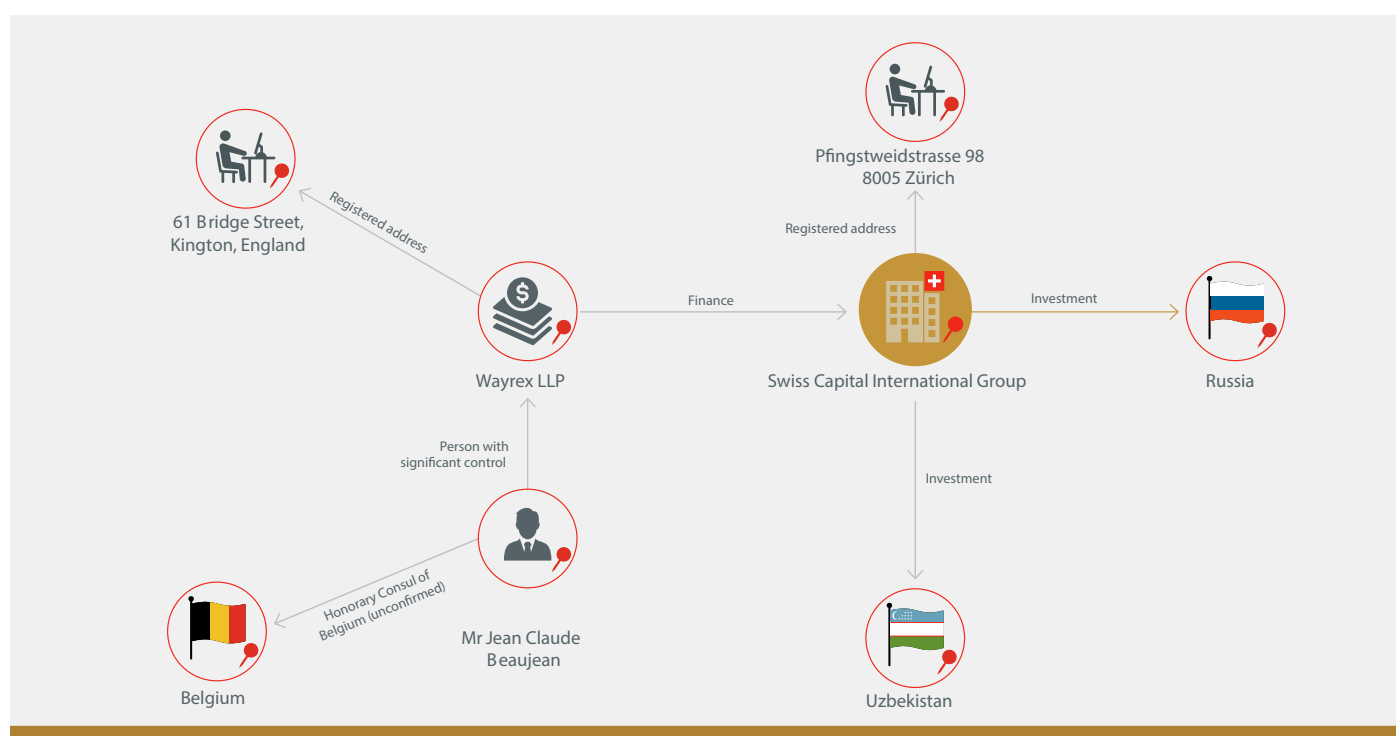 Pfingstweidstrasse 98
8005 Zürich
61 Bridge Street,
Kington, England
Registered address
Registered address
Finance
Investment
Wayrex LLP
Swiss Capital International Group
Russia
Person with
significant control
Investment
Honorary Consul of
Belgium (unconfirmed)
Mr Jean Claude
Beaujean
Belgium
Uzbekistan
$